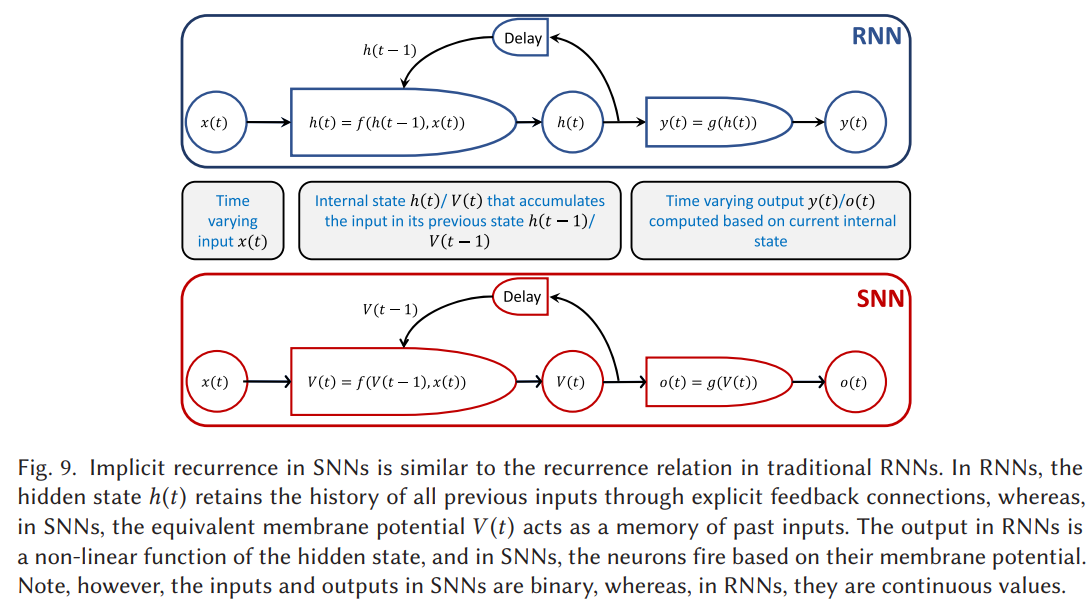 RNN
Delay
h(t − 1)
x(t)
h(t) = f(h(t − 1), x(t))
h(t)
y(t) = g(h(t))
y(t)
Time
varying
input x(t)
Internal state h(t)/ V(t) that accumulates
the input in its previous state h(t − 1)/
V(t − 1)
Time varying output y(t)/o(t)
computed based on current internal
state
SNN
Delay
V(t − 1)
x(t)
V(t) = f(V(t − 1), x(t))
V(t)
o(t) = g(V(t))
o(t)
Fig. 9. Implicit recurrence in SNNs is similar to the recurrence relation in traditional RNNs. In RNNs, the
hidden state h(t) retains the history of all previous inputs through explicit feedback connections, whereas,
in SNNs, the equivalent membrane potential V(t) acts as a memory of past inputs. The output in RNNs is
a non-linear function of the hidden state, and in SNNs, the neurons fire based on their membrane potential.
Note, however, the inputs and outputs in SNNs are binary, whereas, in RNNs, they are continuous values.